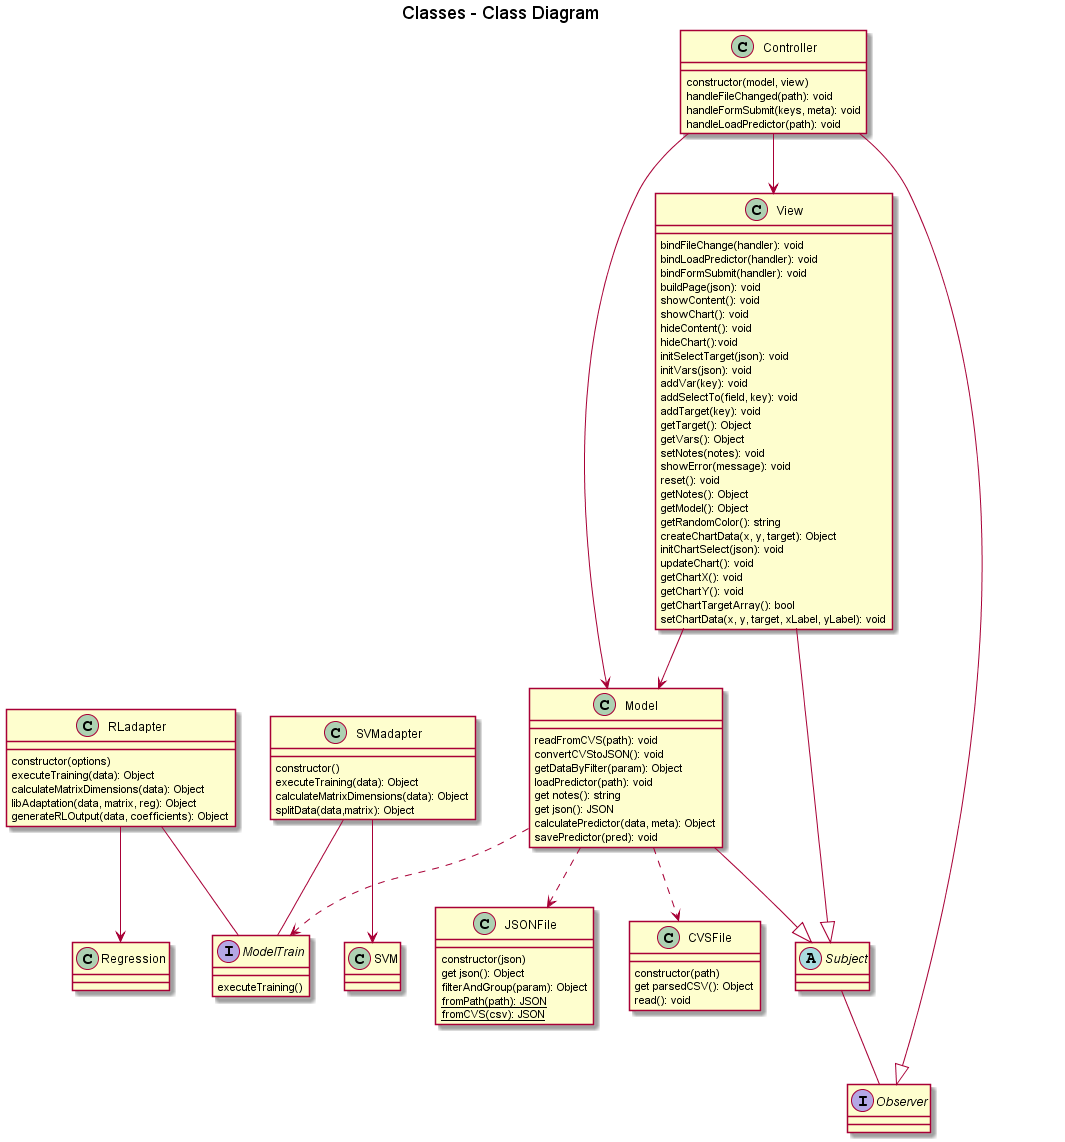 Classes - Class Diagram
C Controller
constructor(model, view)
handleFileChanged(path): void
handleFormSubmit(keys, meta): void
handleLoadPredictor(path): void
C View
bindFileChange(handler): void
bindLoadPredictor(handler): void
bindFormSubmit(handler): void
buildPage(json): void
showContent(): void
showChart(): void
hideContent(): void
hideChart():void
initSelectTarget(json): void
initVars(json): void
addVar(key): void
addSelectTo(field, key): void
addTarget(key): void
getTarget(): Object
getVars(): Object
setNotes(notes): void
showError(message): void
reset(): void
getNotes(): Object
getModel(): Object
getRandomColor(): string
createChartData(x, y, target): Object
initChartSelect(json): void
updateChart(): void
getChartX(): void
getChartY(): void
getChartTargetArray(): bool
setChartData(x, y, target, xLabel, yLabel): void
C RLadapter
constructor(options)
executeTraining(data): Object
calculateMatrixDimensions(data): Object
libAdaptation(data, matrix, reg): Object
generateRLOutput(data, coefficients): Object
C SVMadapter
constructor()
executeTraining(data): Object
calculateMatrixDimensions(data): Object
splitData(data,matrix): Object
C Model
readFromCVS(path): void
convertCVStoJSON(): void
getDataByFilter(param): Object
loadPredictor(path): void
get notes(): string
get json(): JSON
calculatePredictor(data, meta): Object
savePredictor(pred): void
C Regression
I ModelTrain
executeTraining()
C SVM
C JSONFile
constructor(json)
get json(): Object
filterAndGroup(param): Object
fromPath(path): JSON
fromCVS(csv): JSON
C CVSFile
constructor(path)
get parsedCSV(): Object
read(): void
A Subject
I Observer